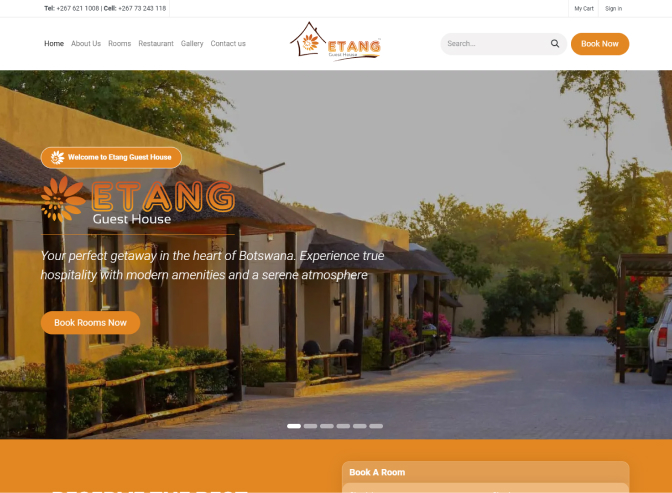 Tel: +267 621 1008 | Cell: +267 73 243 118
My Cart
Sign in
Home
About Us
Rooms
Restaurant
Gallery
Contact us
ETANG
Guest House
Search...
Book Now
Welcome to Etang Guest House
ETANG
Guest House
Your perfect getaway in the heart of Botswana. Experience true
hospitality with modern amenities and a serene atmosphere
Book Rooms Now
Book A Room
RESERVE THE BEST